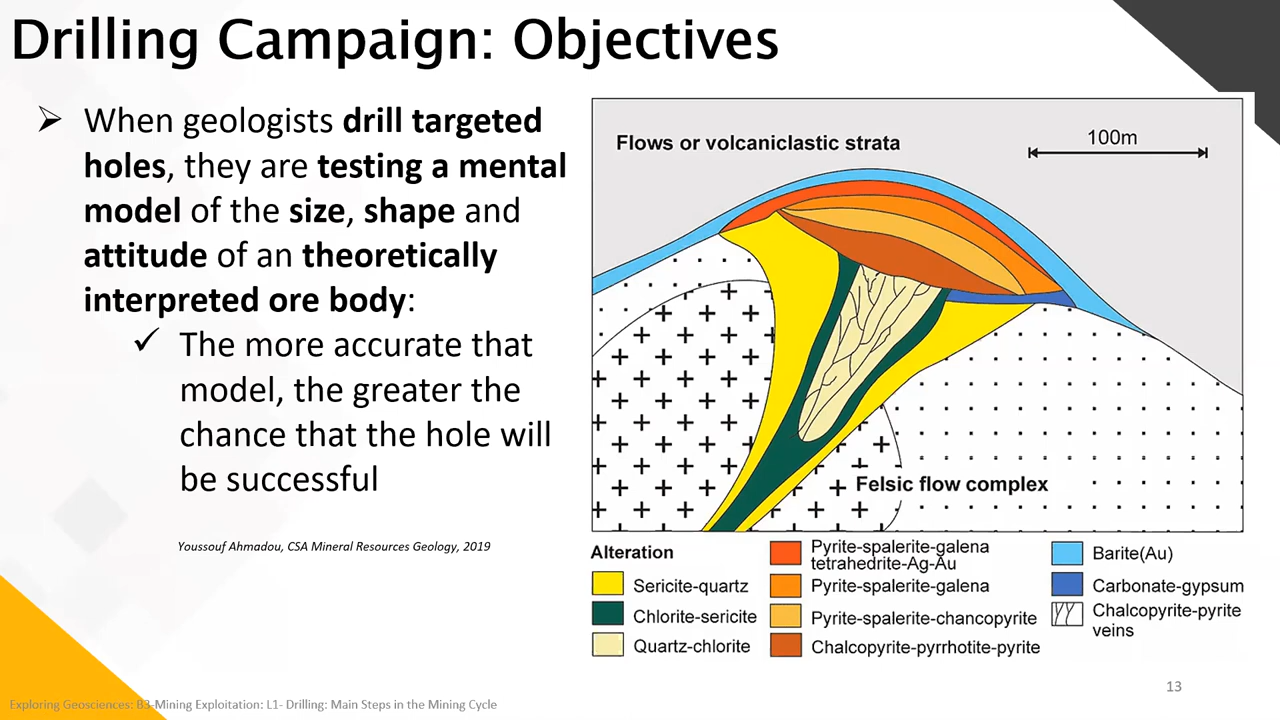 Drilling Campaign: Objectives
When geologists drill targeted
holes, they are testing a mental
model of the size, shape and
attitude of an theoretically
interpreted ore body:
The more accurate that
model, the greater the
chance that the hole will
be successful
Youssouf Ahmadou, CSA Mineral Resources Geology, 2019
Flows or volcaniclastic strata
100m
Felsic flow complex
Alteration
Sericite-quartz
Chlorite-sericite
Quartz-chlorite
Pyrite-spalerite-galena
tetrahedrite-Ag-Au
Pyrite-spalerite-galena
Pyrite-spalerite-chancopyrite
Chalcopyrite-pyrrhotite-pyrite
Barite(Au)
Carbonate-gypsum
Chalcopyrite-pyrite
veins
13
Exploring Geosciences: B3-Mining Exploitation: L1- Drilling: Main Steps in the Mining Cycle